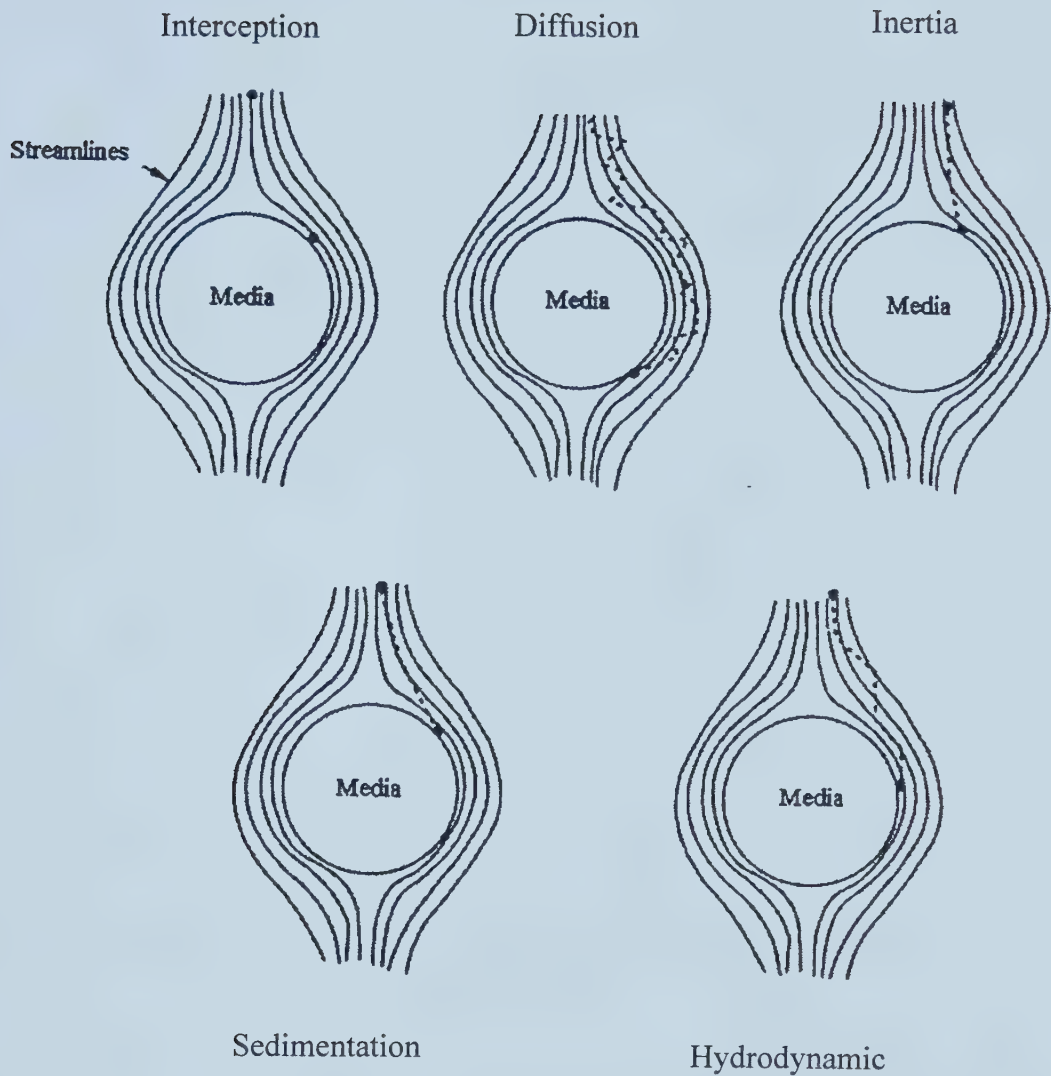 Interception
Diffusion
Inertia
Streamlines
Media
Media
Media
Media
Media
Sedimentation
Hydrodynamic